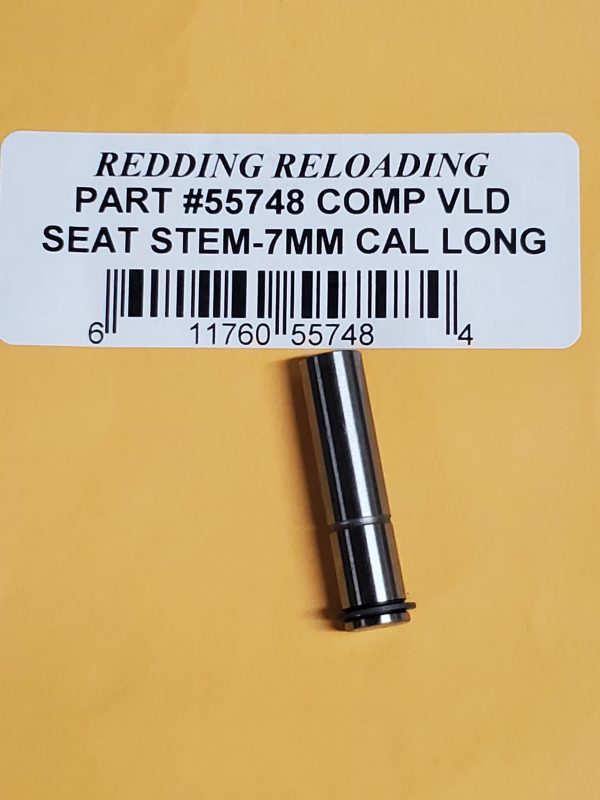 REDDING RELOADING
PART #55748 COMP VLD
SEAT STEM-7MM CAL LONG
6 11760 55748 4